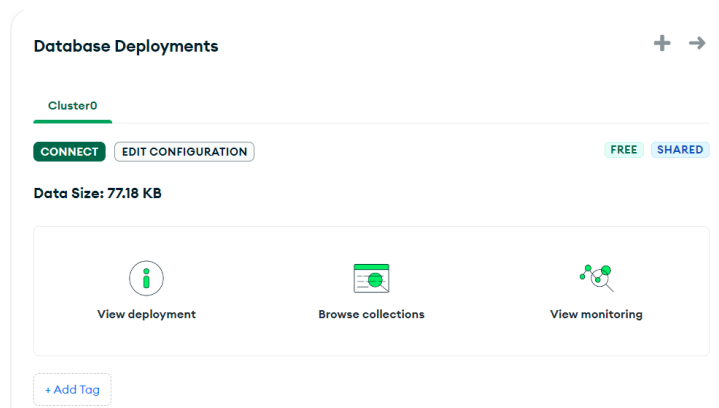 Database Deployments
Cluster0
CONNECT EDIT CONFIGURATION FREE SHARED
Data Size: 77.18 KB
View deployment Browse collections View monitoring
+ Add Tag